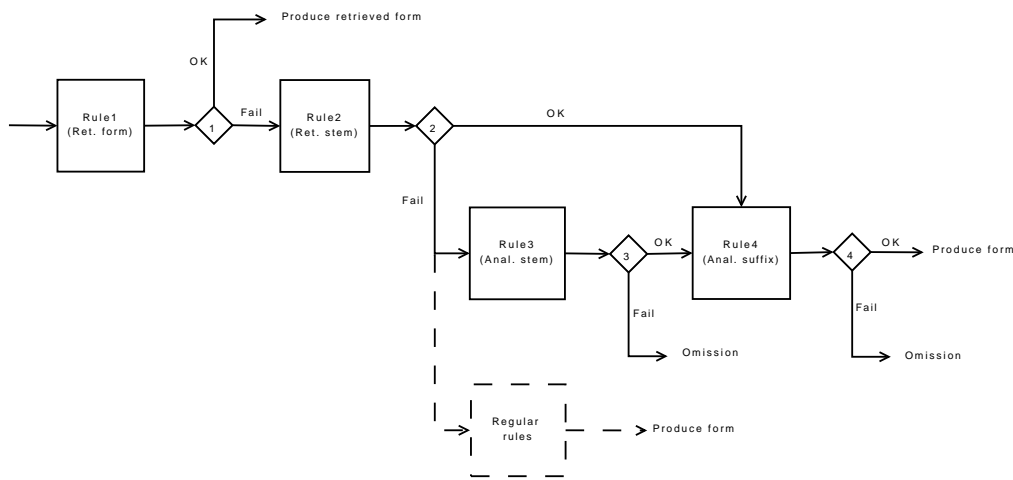 Produce retrieved form
OK
Rule1
(Ret. form)
1
Fail
Rule2
(Ret. stem)
2
OK
Fail
Rule3
(Anal. stem)
3
OK
Rule4
(Anal. suffix)
4
OK
Produce form
Fail
Fail
Omission
Omission
Regular
rules
Produce form